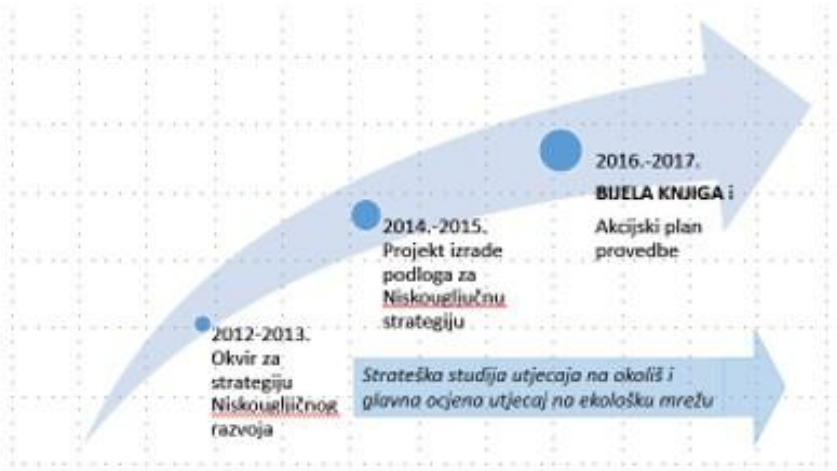 2016.-2017.
BIJELA KNJIGA i
Akcijski plan
provedbe
2014.-2015.
Projekt izrade
podloga za
Niskougljučnu
strategiju
2012-2013.
Okvir za
strategiju
Niskougljičnog
razvoja
Strateška studija utjecaja na okoliš i
glavna ocjena utjecaj na ekološku mrežu